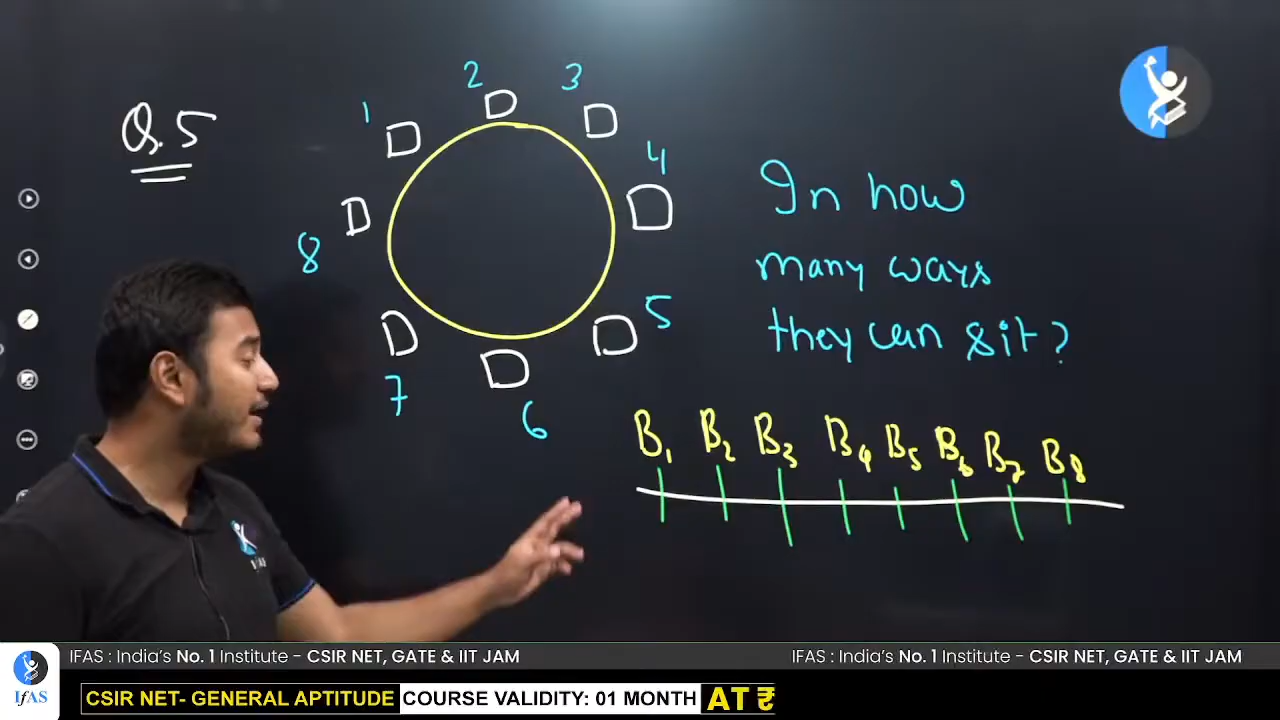 Q.5
1
2
3
4
5
6
7
8
In how
many ways
they can sit?
B1 B2 B3 B4 B5 B6 B7 B8
IFAS
IFAS : India's No. 1 Institute - CSIR NET, GATE & IIT JAM
IFAS : India's No. 1 Institute - CSIR NET, GATE & IIT JAM
IFAS
CSIR NET- GENERAL APTITUDE COURSE VALIDITY: 01 MONTH AT ₹